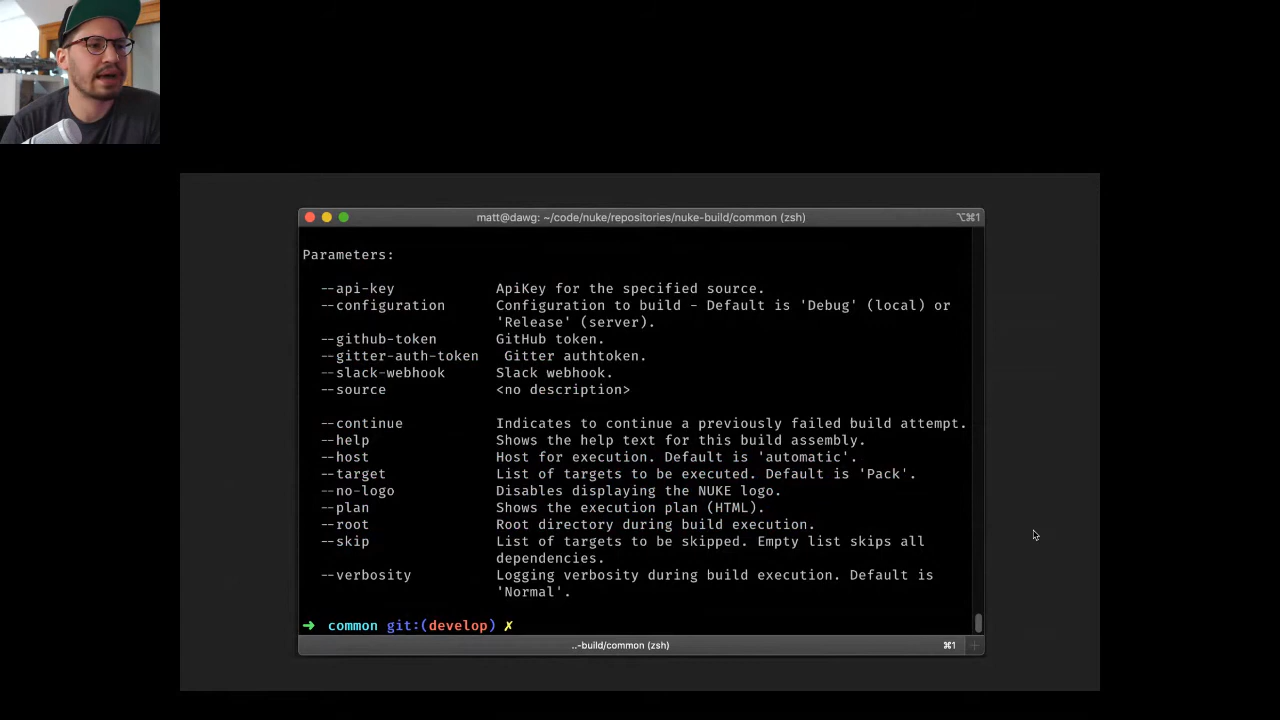 matt@dawg: ~/code/nuke/repositories/nuke-build/common (zsh)
⌥⌘1
Parameters:
--api-key ApiKey for the specified source.
--configuration Configuration to build - Default is 'Debug' (local) or
'Release' (server).
--github-token GitHub token.
--gitter-auth-token Gitter authtoken.
--slack-webhook Slack webhook.
--source <no description>
--continue Indicates to continue a previously failed build attempt.
--help Shows the help text for this build assembly.
--host Host for execution. Default is 'automatic'.
--target List of targets to be executed. Default is 'Pack'.
--no-logo Disables displaying the NUKE logo.
--plan Shows the execution plan (HTML).
--root Root directory during build execution.
--skip List of targets to be skipped. Empty list skips all
dependencies.
--verbosity Logging verbosity during build execution. Default is
'Normal'.
➜ common git:(develop) ✗
..-build/common (zsh)
⌘1